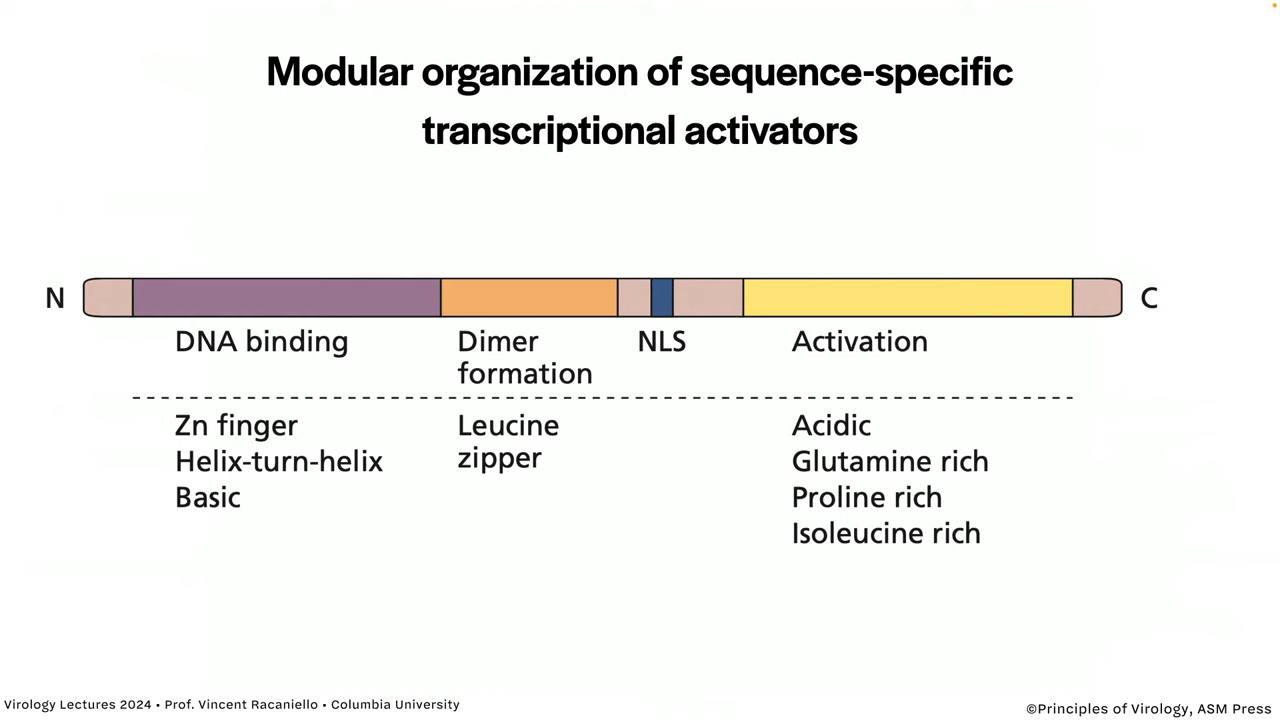 Modular organization of sequence-specific
transcriptional activators
N
C
DNA binding
Dimer
formation
NLS
Activation
Zn finger
Helix-turn-helix
Basic
Leucine
zipper
Acidic
Glutamine rich
Proline rich
Isoleucine rich
Virology Lectures 2024 • Prof. Vincent Racaniello • Columbia University
©Principles of Virology, ASM Press